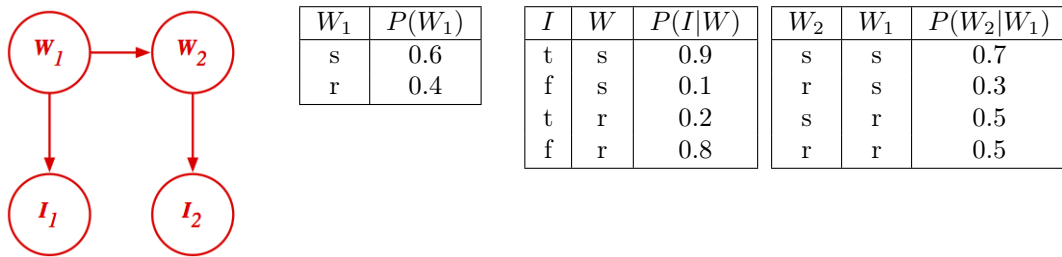 W₁ W₂
I₁ I₂
W₁ P(W₁)
s 0.6
r 0.4
I W P(I|W)
t s 0.9
f s 0.1
t r 0.2
f r 0.8
W₂ W₁ P(W₂|W₁)
s s 0.7
r s 0.3
s r 0.5
r r 0.5